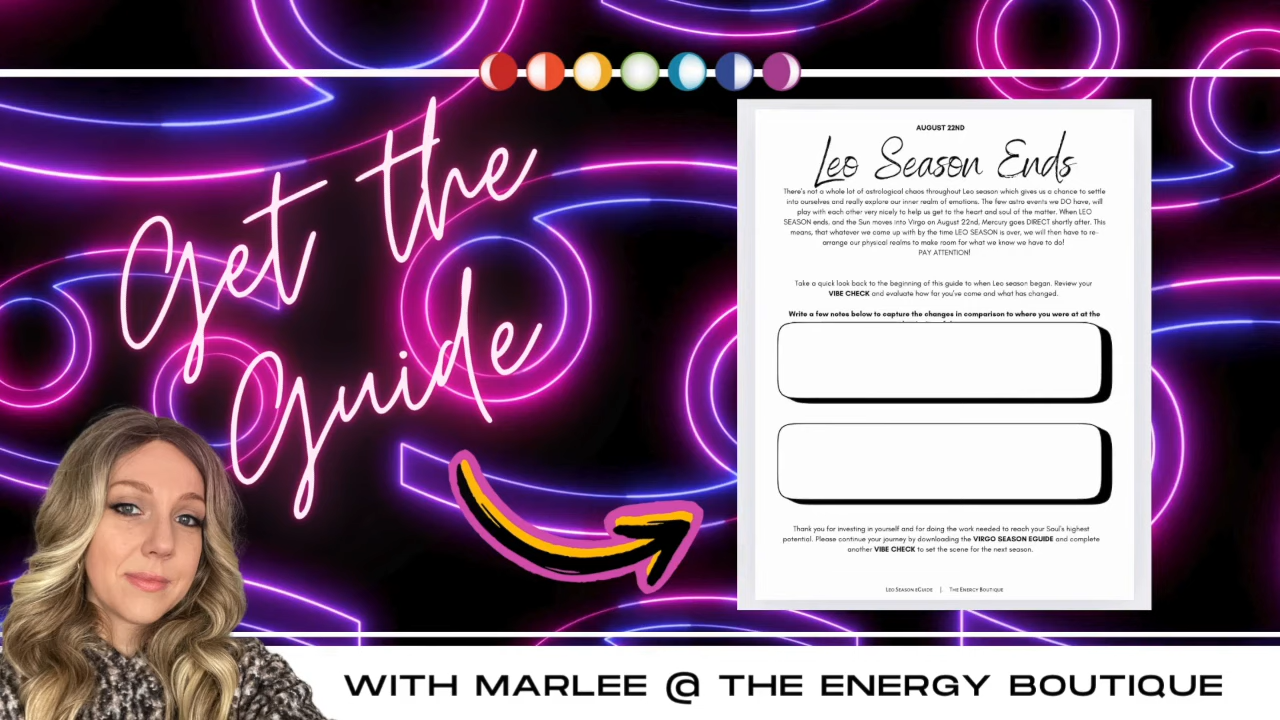 Get the
Guide
AUGUST 22ND
Leo Season Ends
There's not a whole lot of astrological chaos throughout Leo season which gives us a chance to settle
into ourselves and really explore our inner realm of emotions. The few astro events we DO have, will
play with each other very nicely to help us get to the heart and soul of the matter. When LEO
SEASON ends, and the Sun moves into Virgo on August 22nd, Mercury goes DIRECT shortly after. This
means, that whatever we came up with by the time LEO SEASON is over, we will then have to re-
arrange our physical realms to make room for what we know we have to do!
PAY ATTENTION!
Take a quick look back to the beginning of this guide to when Leo season began. Review your
VIBE CHECK and evaluate how far you've come and what has changed.
Write a few notes below to capture the changes in comparison to where you were at at the
Thank you for investing in yourself and for doing the work needed to reach your Soul's highest
potential. Please continue your journey by downloading the VIRGO SEASON EGUIDE and complete
another VIBE CHECK to set the scene for the next season.
Leo Season eGuide | The Energy Boutique
WITH MARLEE @ THE ENERGY BOUTIQUE